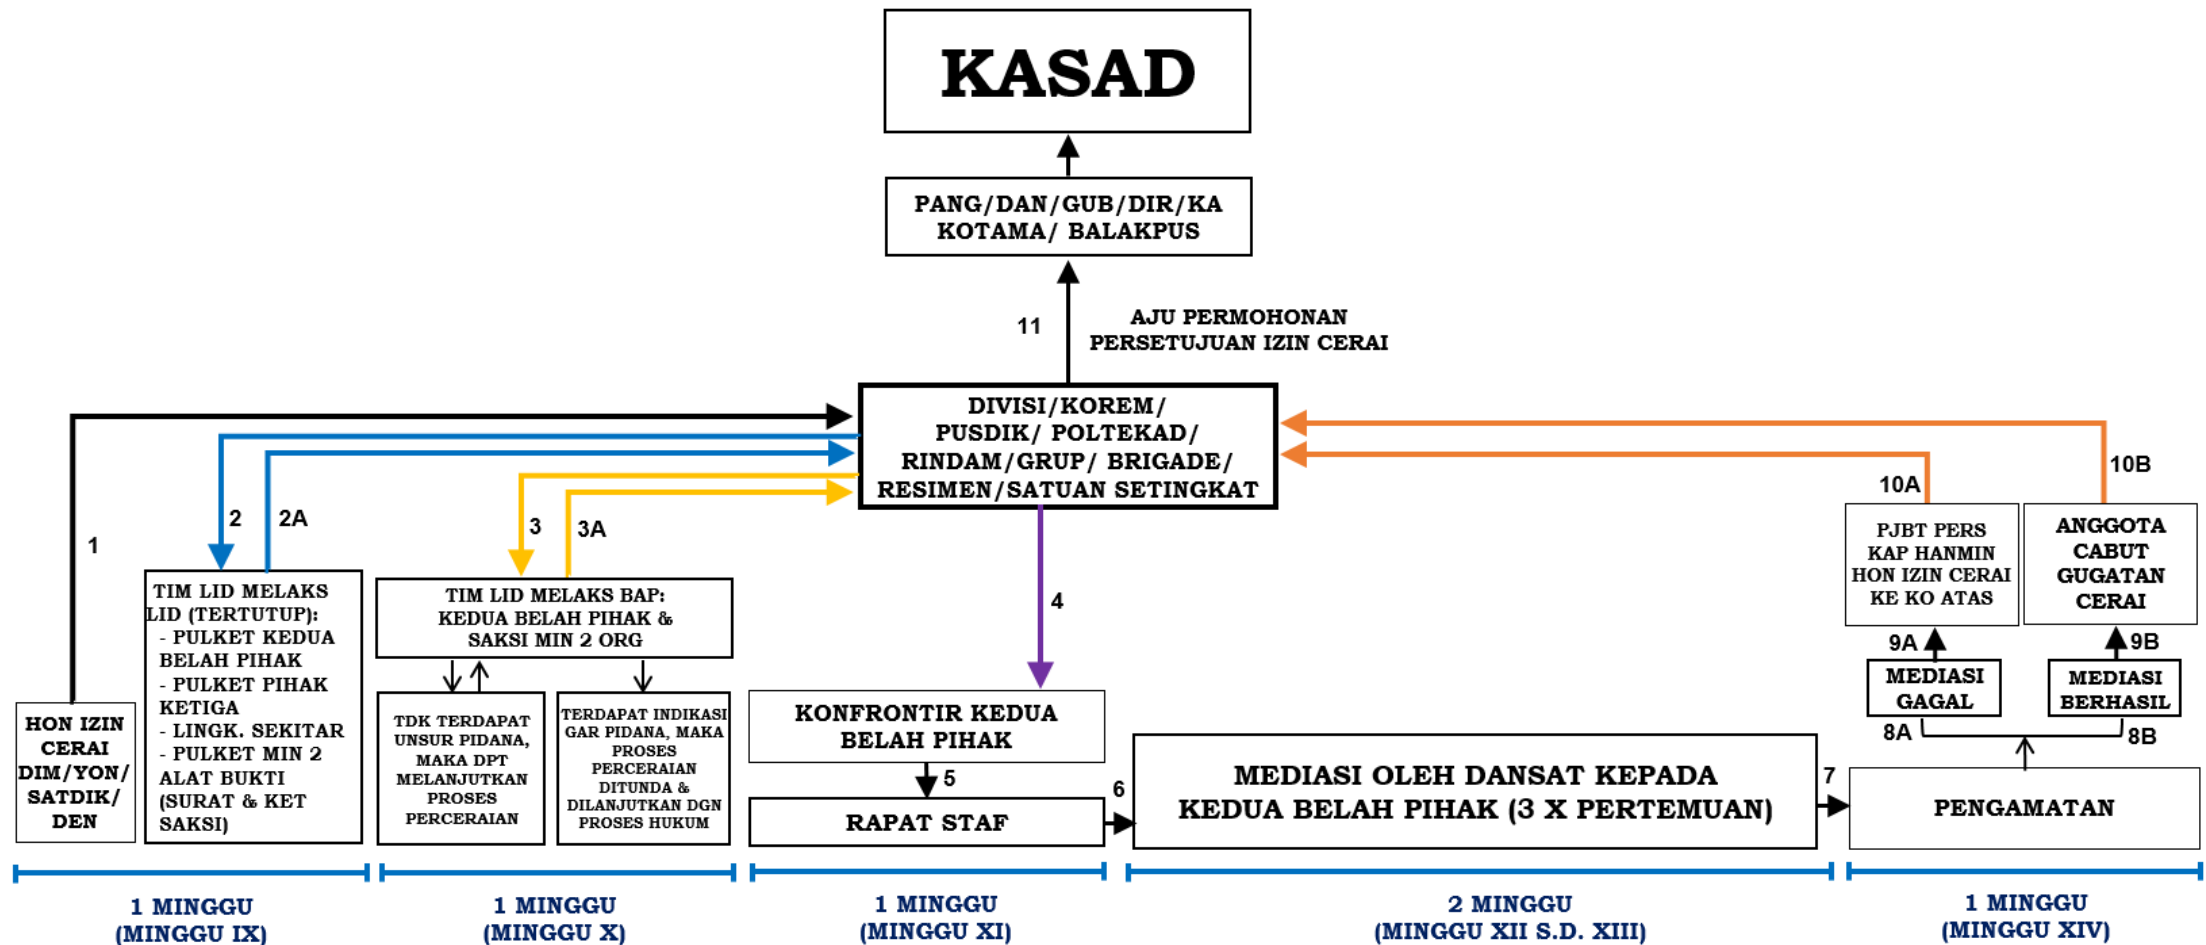 KASAD
PANG/DAN/GUB/DIR/KA
KOTAMA/ BALAKPUS
11
AJU PERMOHONAN
PERSETUJUAN IZIN CERAI
DIVISI/KOREM/
PUSDIK/ POLTEKAD/
RINDAM/GRUP/ BRIGADE/
RESIMEN/SATUAN SETINGKAT
1
2
2A
3
3A
4
10A
10B
HON IZIN
CERAI
DIM/YON/
SATDIK/
DEN
TIM LID MELAKS
LID (TERTUTUP):
- PULKET KEDUA
BELAH PIHAK
- PULKET PIHAK
KETIGA
- LINGK. SEKITAR
- PULKET MIN 2
ALAT BUKTI
(SURAT & KET
SAKSI)
TIM LID MELAKS BAP:
KEDUA BELAH PIHAK &
SAKSI MIN 2 ORG
TDK TERDAPAT
UNSUR PIDANA,
MAKA DPT
MELANJUTKAN
PROSES
PERCERAIAN
TERDAPAT INDIKASI
GAR PIDANA, MAKA
PROSES
PERCERAIAN
DITUNDA &
DILANJUTKAN DGN
PROSES HUKUM
KONFRONTIR KEDUA
BELAH PIHAK
5
RAPAT STAF
6
MEDIASI OLEH DANSAT KEPADA
KEDUA BELAH PIHAK (3 X PERTEMUAN)
7
PJBT PERS
KAP HANMIN
HON IZIN CERAI
KE KO ATAS
ANGGOTA
CABUT
GUGATAN
CERAI
9A
9B
MEDIASI
GAGAL
MEDIASI
BERHASIL
8A
8B
PENGAMATAN
1 MINGGU
(MINGGU IX)
1 MINGGU
(MINGGU X)
1 MINGGU
(MINGGU XI)
2 MINGGU
(MINGGU XII S.D. XIII)
1 MINGGU
(MINGGU XIV)